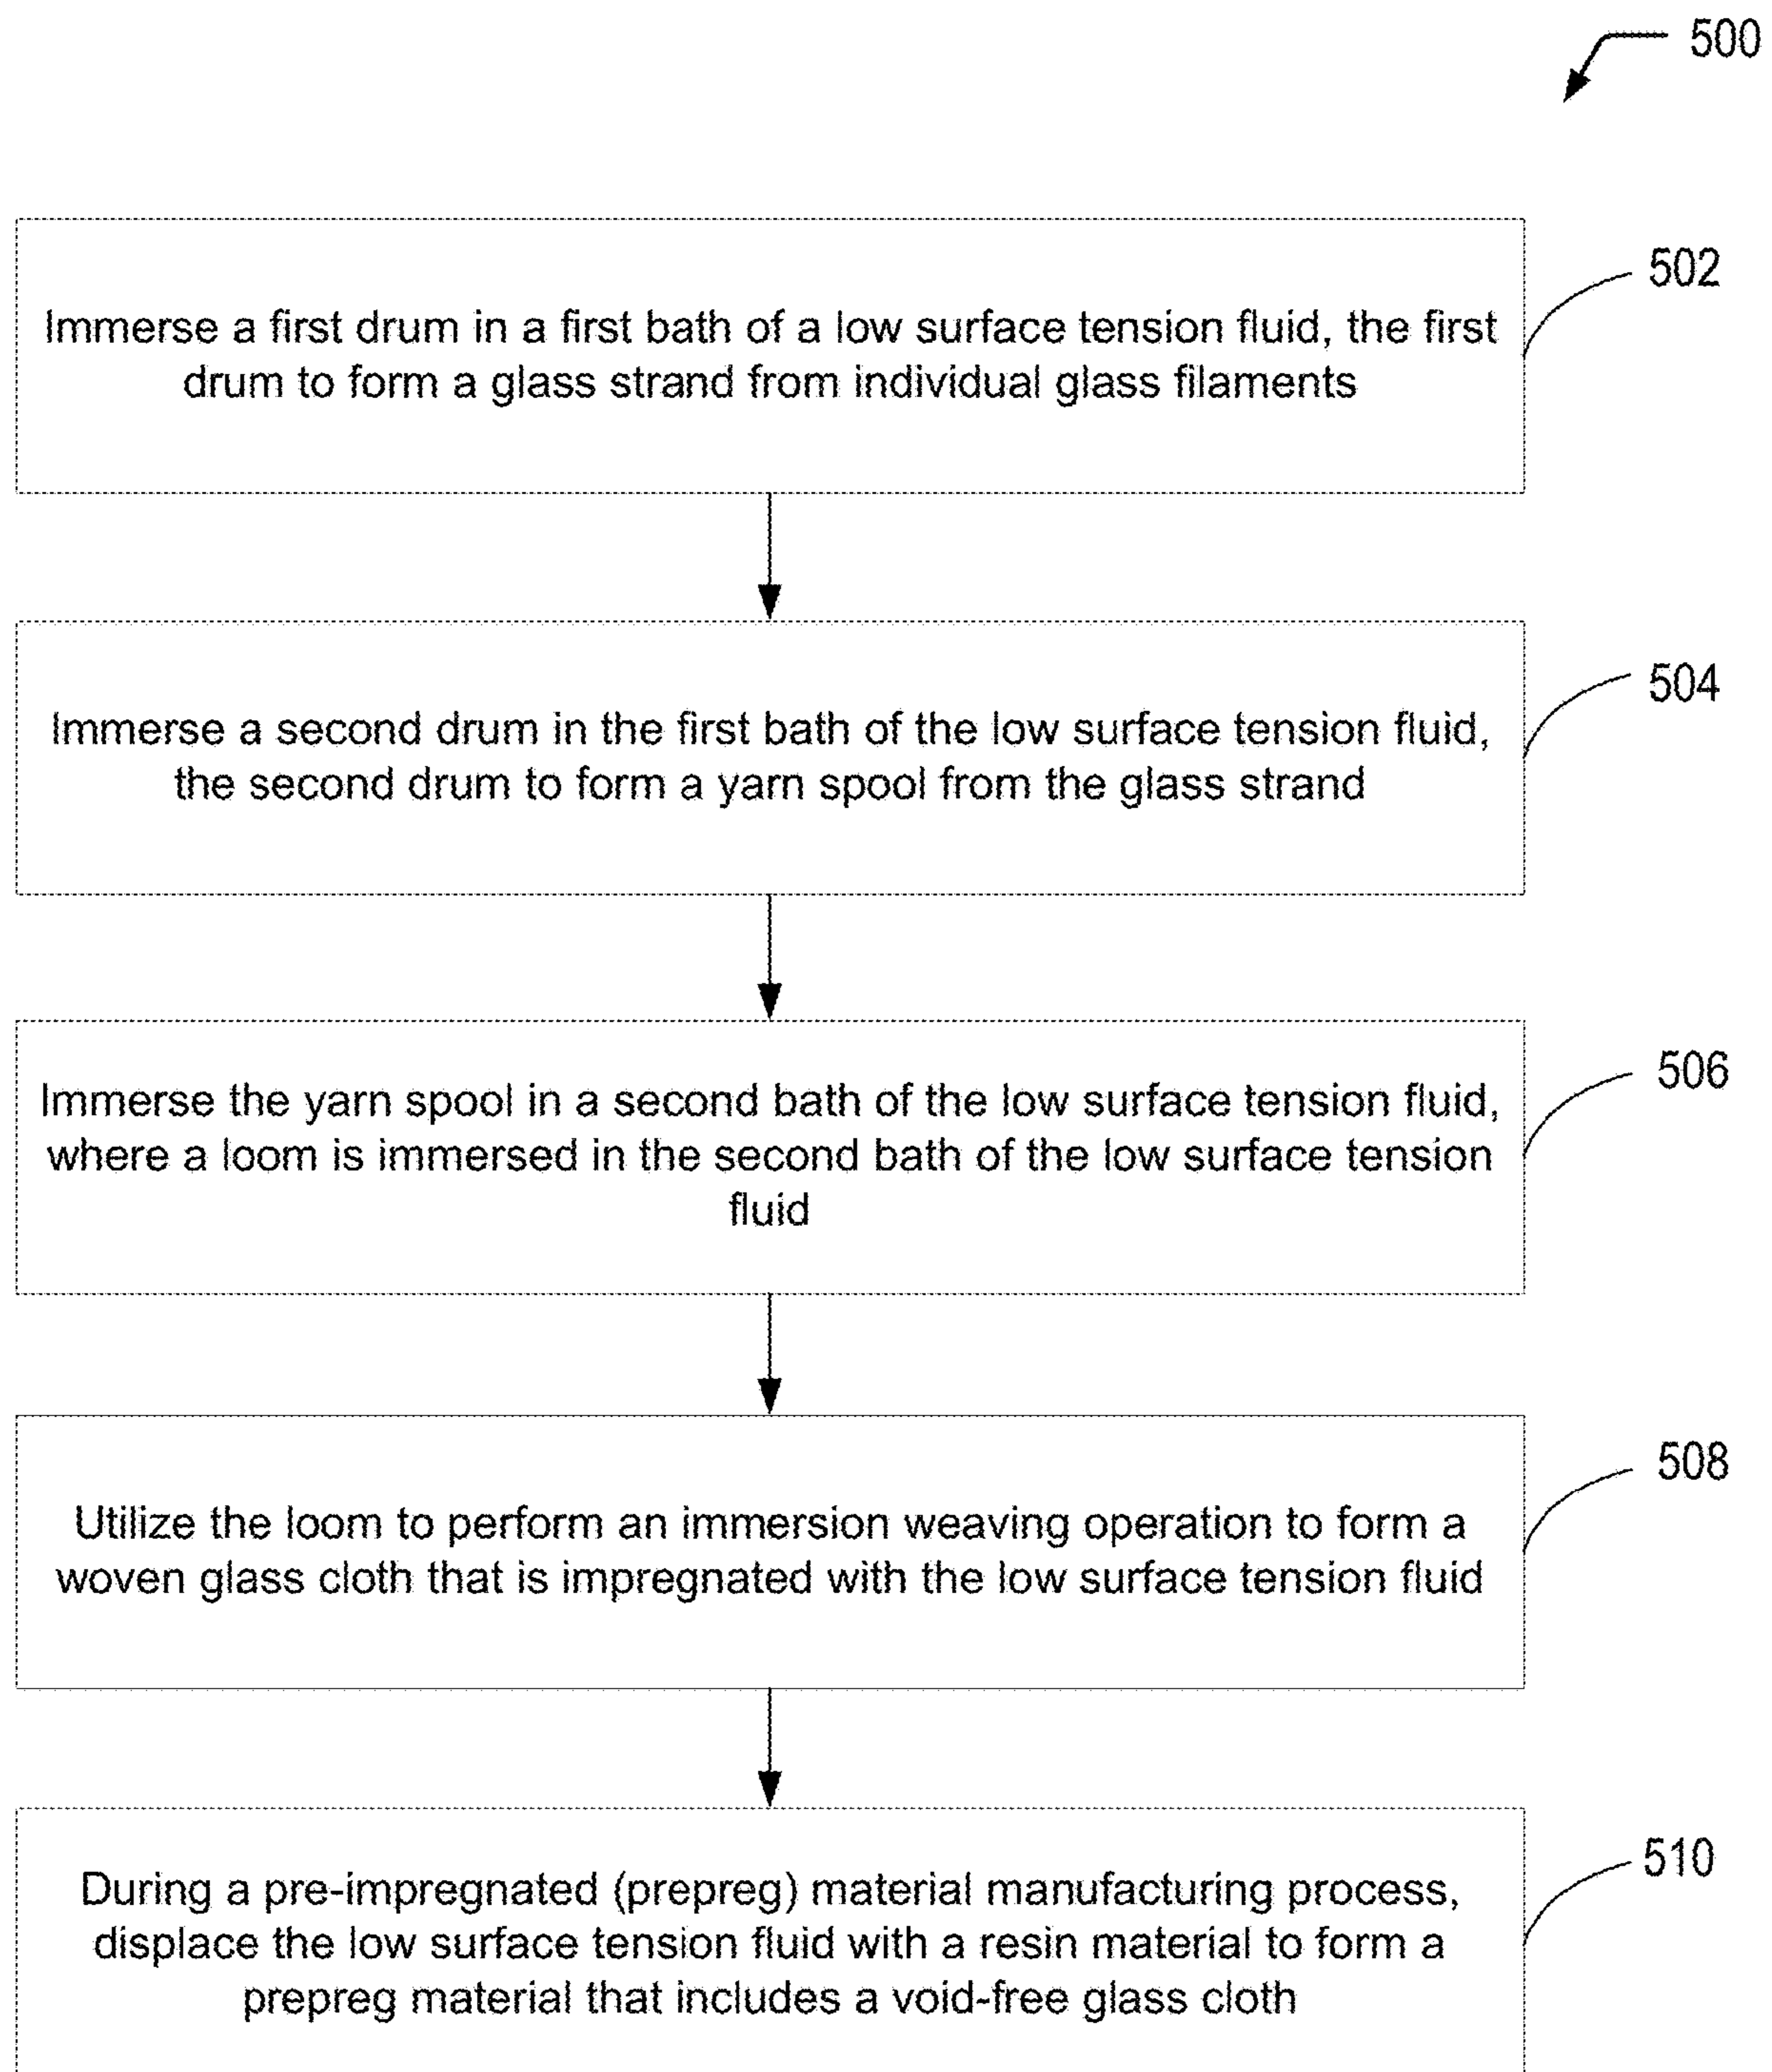 500
Immerse a first drum in a first bath of a low surface tension fluid, the first
drum to form a glass strand from individual glass filaments
502
Immerse a second drum in the first bath of the low surface tension fluid,
the second drum to form a yarn spool from the glass strand
504
Immerse the yarn spool in a second bath of the low surface tension fluid,
where a loom is immersed in the second bath of the low surface tension
fluid
506
Utilize the loom to perform an immersion weaving operation to form a
woven glass cloth that is impregnated with the low surface tension fluid
508
During a pre-impregnated (prepreg) material manufacturing process,
displace the low surface tension fluid with a resin material to form a
prepreg material that includes a void-free glass cloth
510